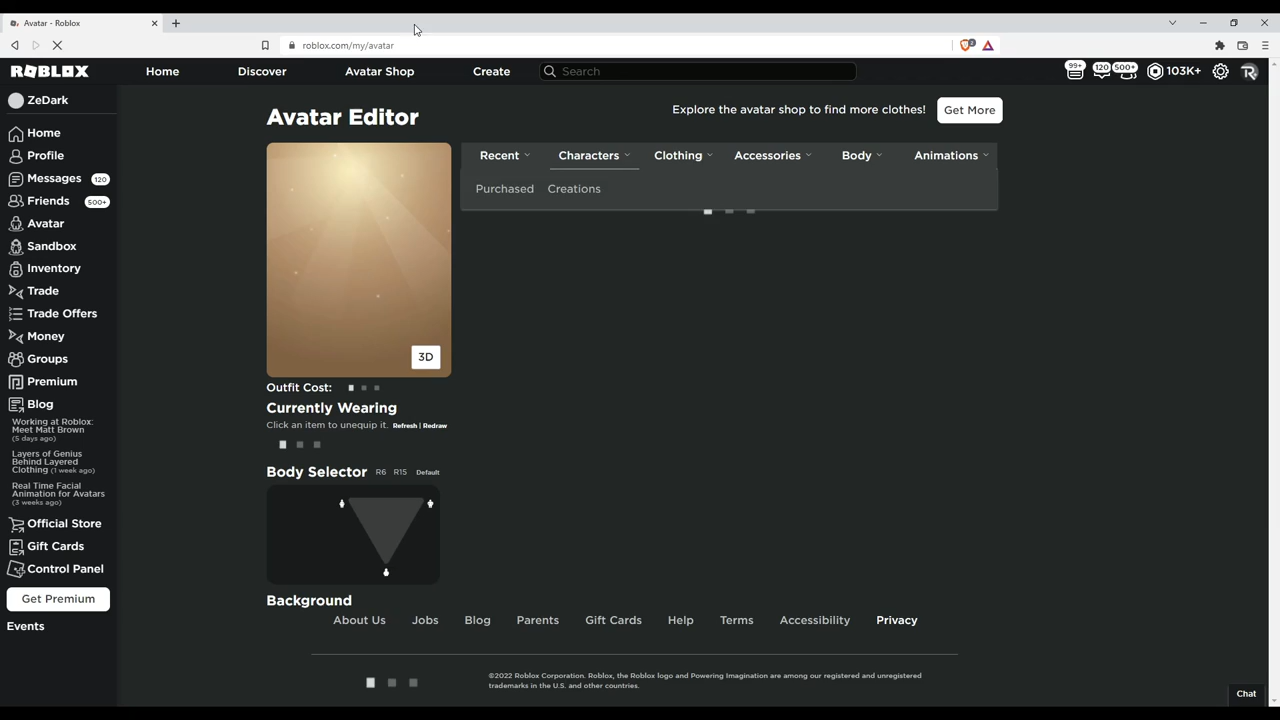 Avatar - Roblox
roblox.com/my/avatar
3
ROBLOX
Home
Discover
Avatar Shop
Create
Search
99+
120
500+
103K+
ZeDark
Home
Profile
Messages 120
Friends 500+
Avatar
Sandbox
Inventory
Trade
Trade Offers
Money
Groups
Premium
Blog
Working at Roblox:
Meet Matt Brown
(5 days ago)
Layers of Genius
Behind Layered
Clothing (1 week ago)
Real Time Facial
Animation for Avatars
(3 weeks ago)
Official Store
Gift Cards
Control Panel
Get Premium
Events
Avatar Editor
Explore the avatar shop to find more clothes!
Get More
Recent
Characters
Clothing
Accessories
Body
Animations
Purchased
Creations
3D
Outfit Cost:
Currently Wearing
Click an item to unequip it. Refresh | Redraw
Body Selector R6 R15 Default
Background
About Us
Jobs
Blog
Parents
Gift Cards
Help
Terms
Accessibility
Privacy
©2022 Roblox Corporation. Roblox, the Roblox logo and Powering Imagination are among our registered and unregistered
trademarks in the U.S. and other countries.
Chat